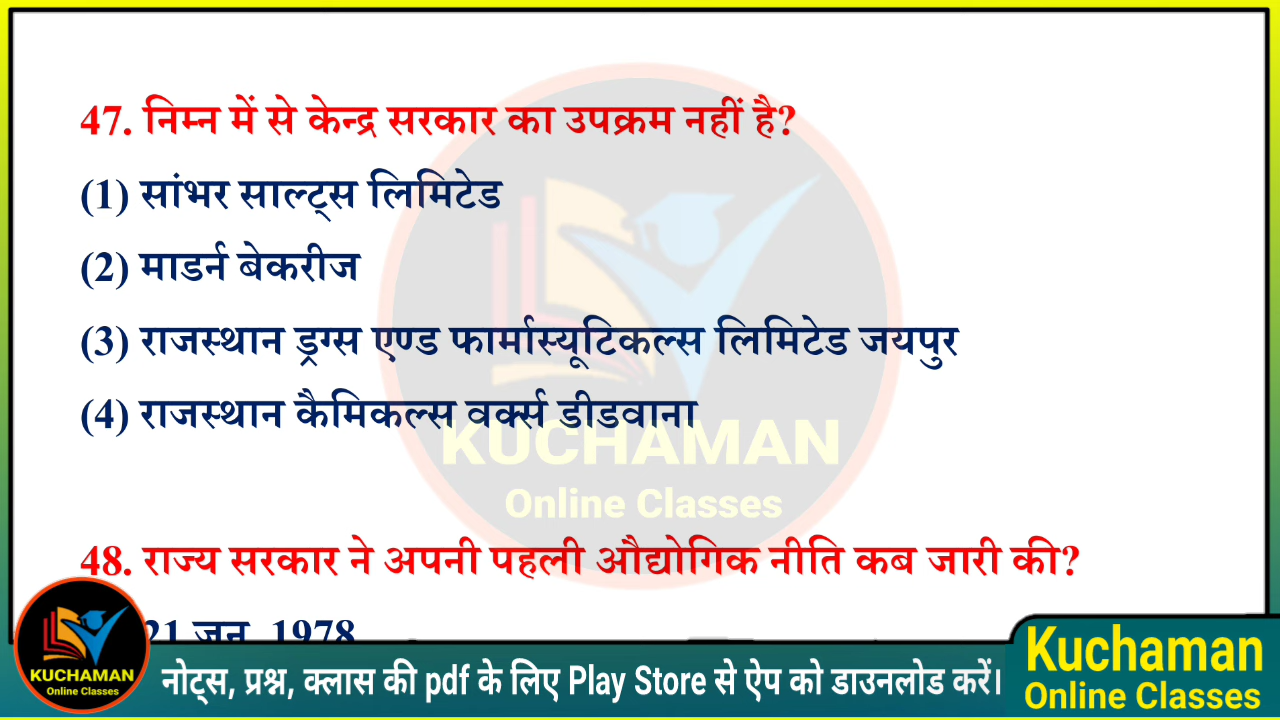 47. निम्न में से केन्द्र सरकार का उपक्रम नहीं है?
(1) सांभर साल्ट्स लिमिटेड
(2) माडर्न बेकरीज
(3) राजस्थान ड्रग्स एण्ड फार्मास्यूटिकल्स लिमिटेड जयपुर
(4) राजस्थान कैमिकल्स वर्क्स डीडवाना
KUCHAMAN
Online Classes
48. राज्य सरकार ने अपनी पहली औद्योगिक नीति कब जारी की?
21 जून, 1978
KUCHAMAN
Online Classes
नोट्स, प्रश्न, क्लास की pdf के लिए Play Store से ऐप को डाउनलोड करें।
Kuchaman
Online Classes